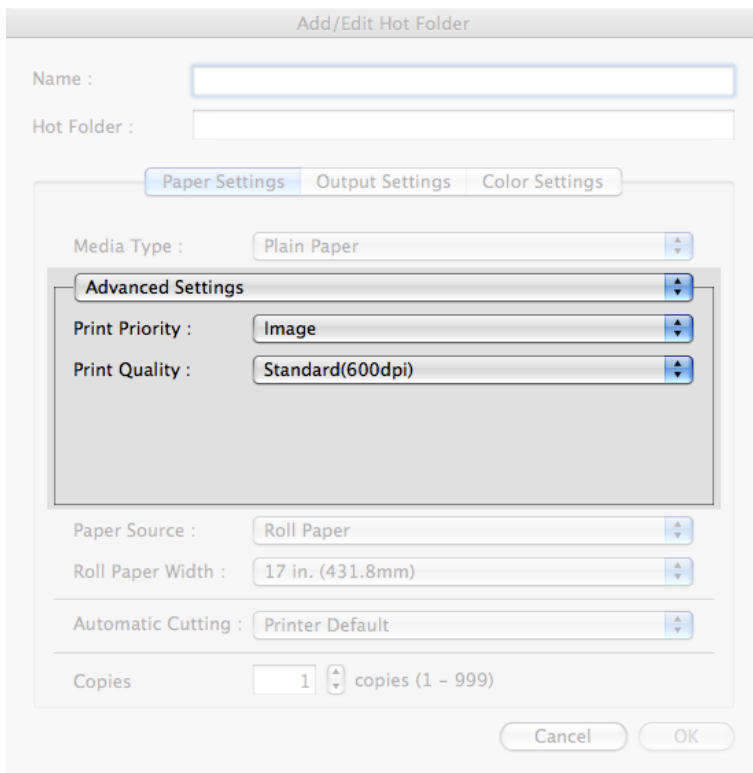 Add/Edit Hot Folder
Name :
Hot Folder :
Paper Settings Output Settings Color Settings
Media Type : Plain Paper
Advanced Settings
Print Priority : Image
Print Quality : Standard(600dpi)
Paper Source : Roll Paper
Roll Paper Width : 17 in. (431.8mm)
Automatic Cutting : Printer Default
Copies 1 copies (1 – 999)
Cancel OK